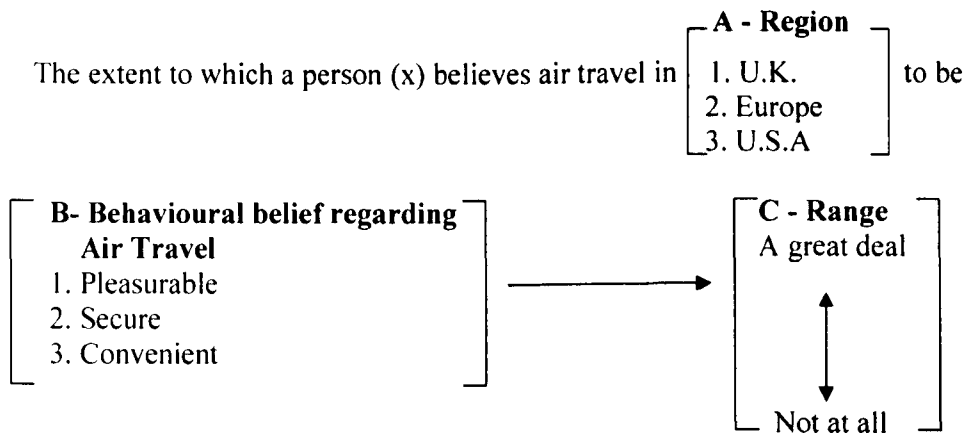 A - Region
The extent to which a person (x) believes air travel in 1. U.K. to be
2. Europe
3. U.S.A
B- Behavioural belief regarding
Air Travel
1. Pleasurable
2. Secure
3. Convenient
C - Range
A great deal
Not at all